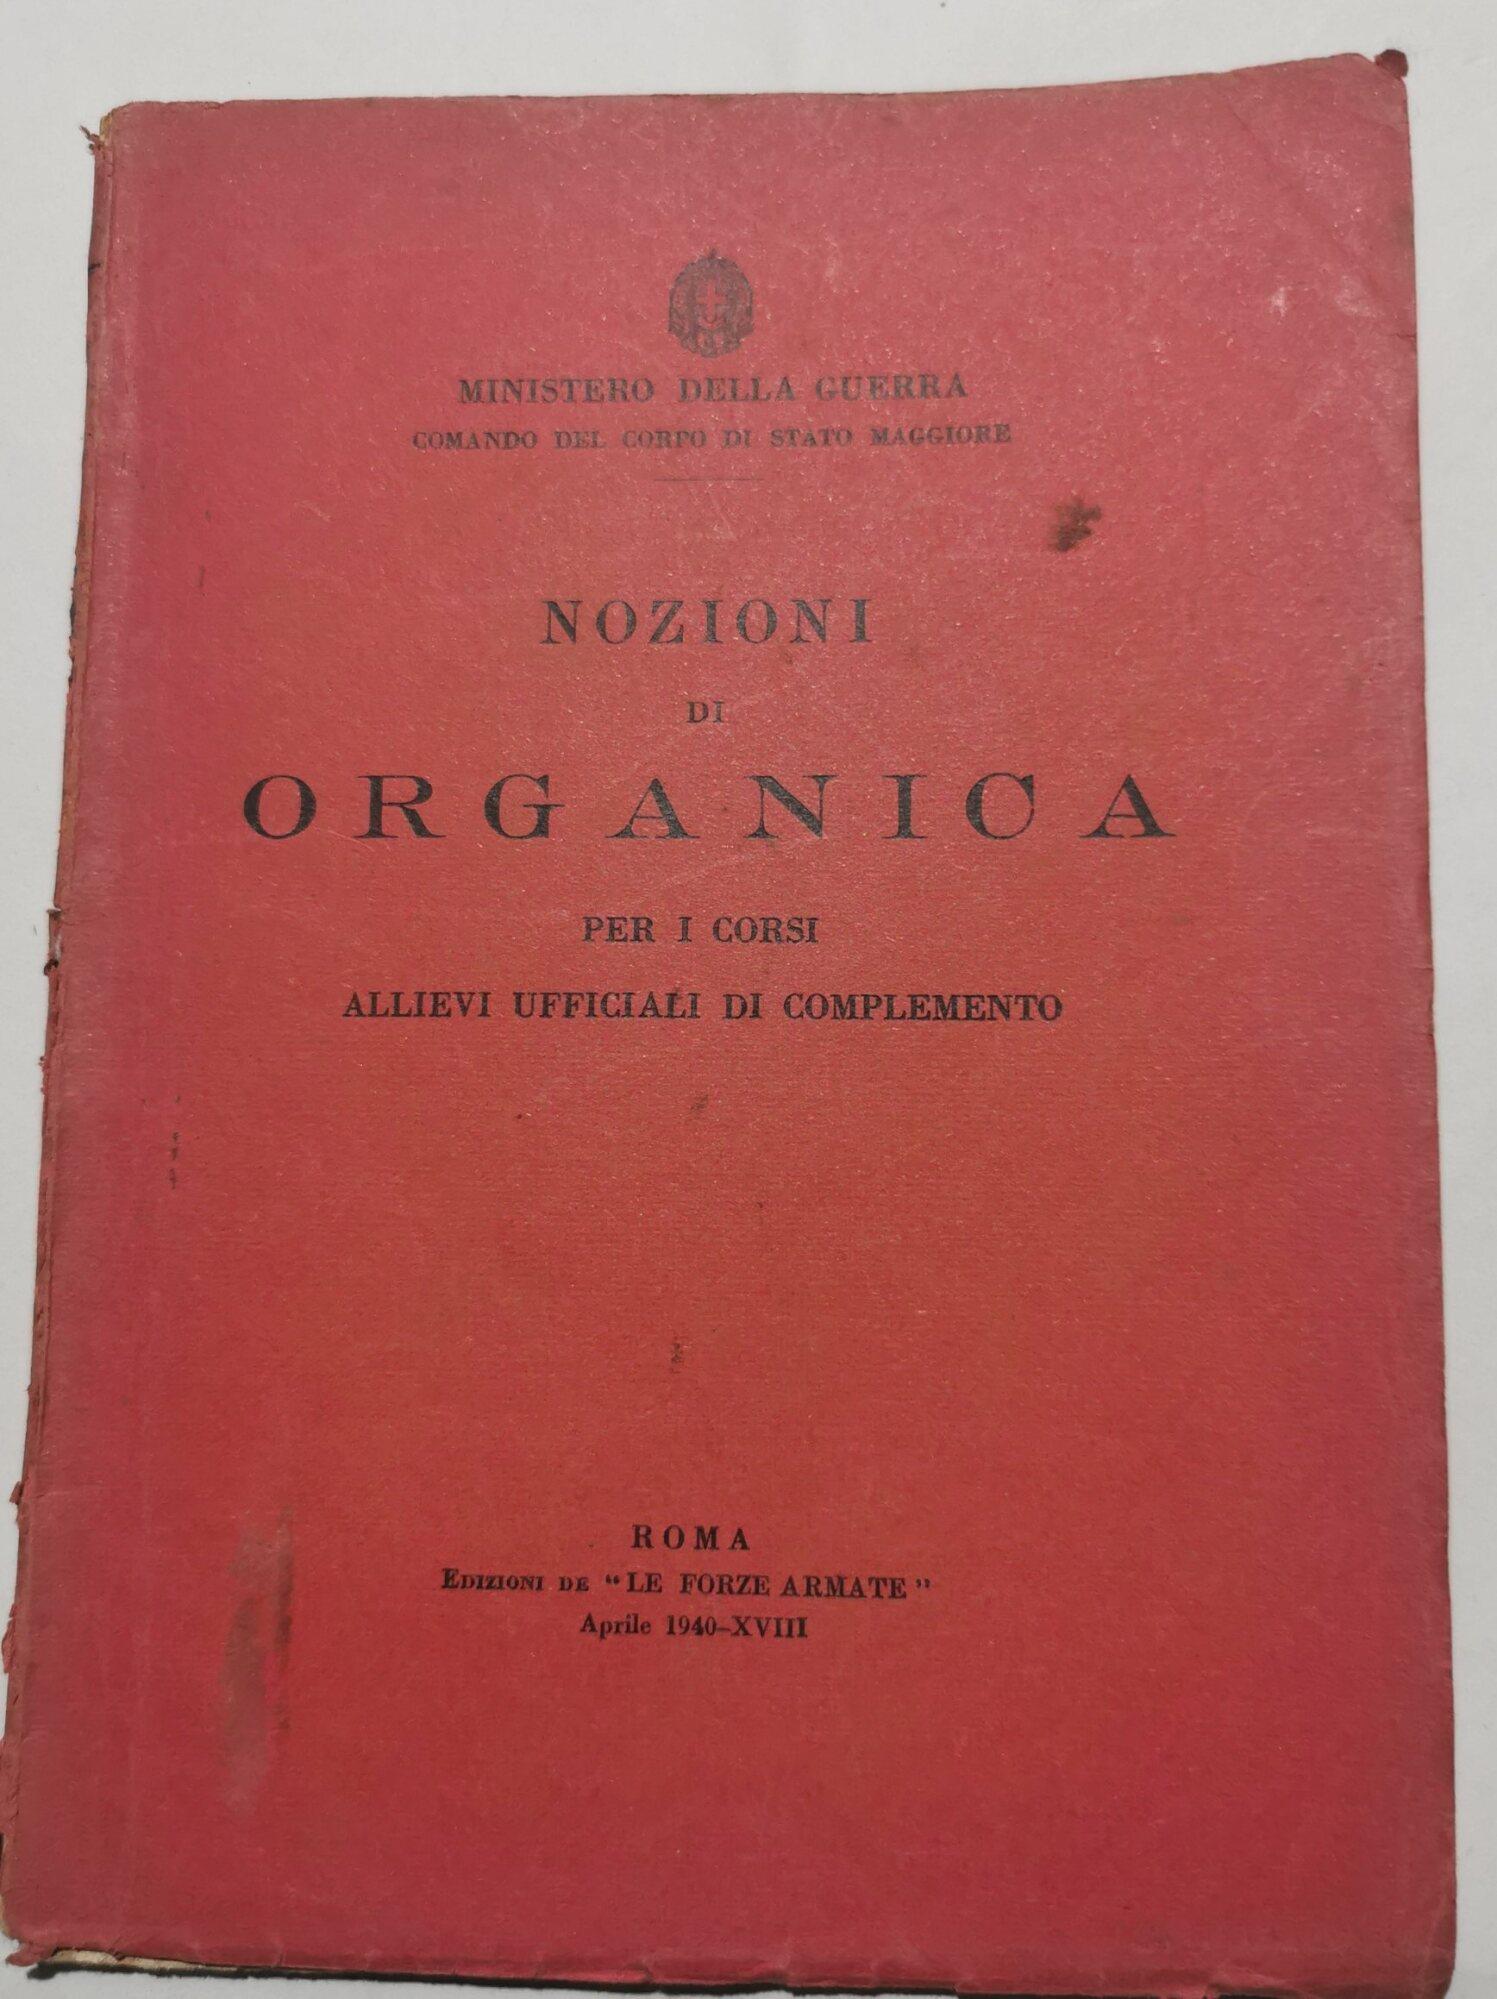 MINISTERO DELLA GUERRA
COMANDO DEL CORPO DI STATO MAGGIORE
NOZIONI
DI
ORGANICA
PER I CORSI
ALLIEVI UFFICIALI DI COMPLEMENTO
ROMA
EDIZIONI DE "LE FORZE ARMATE"
Aprile 1940-XVIII